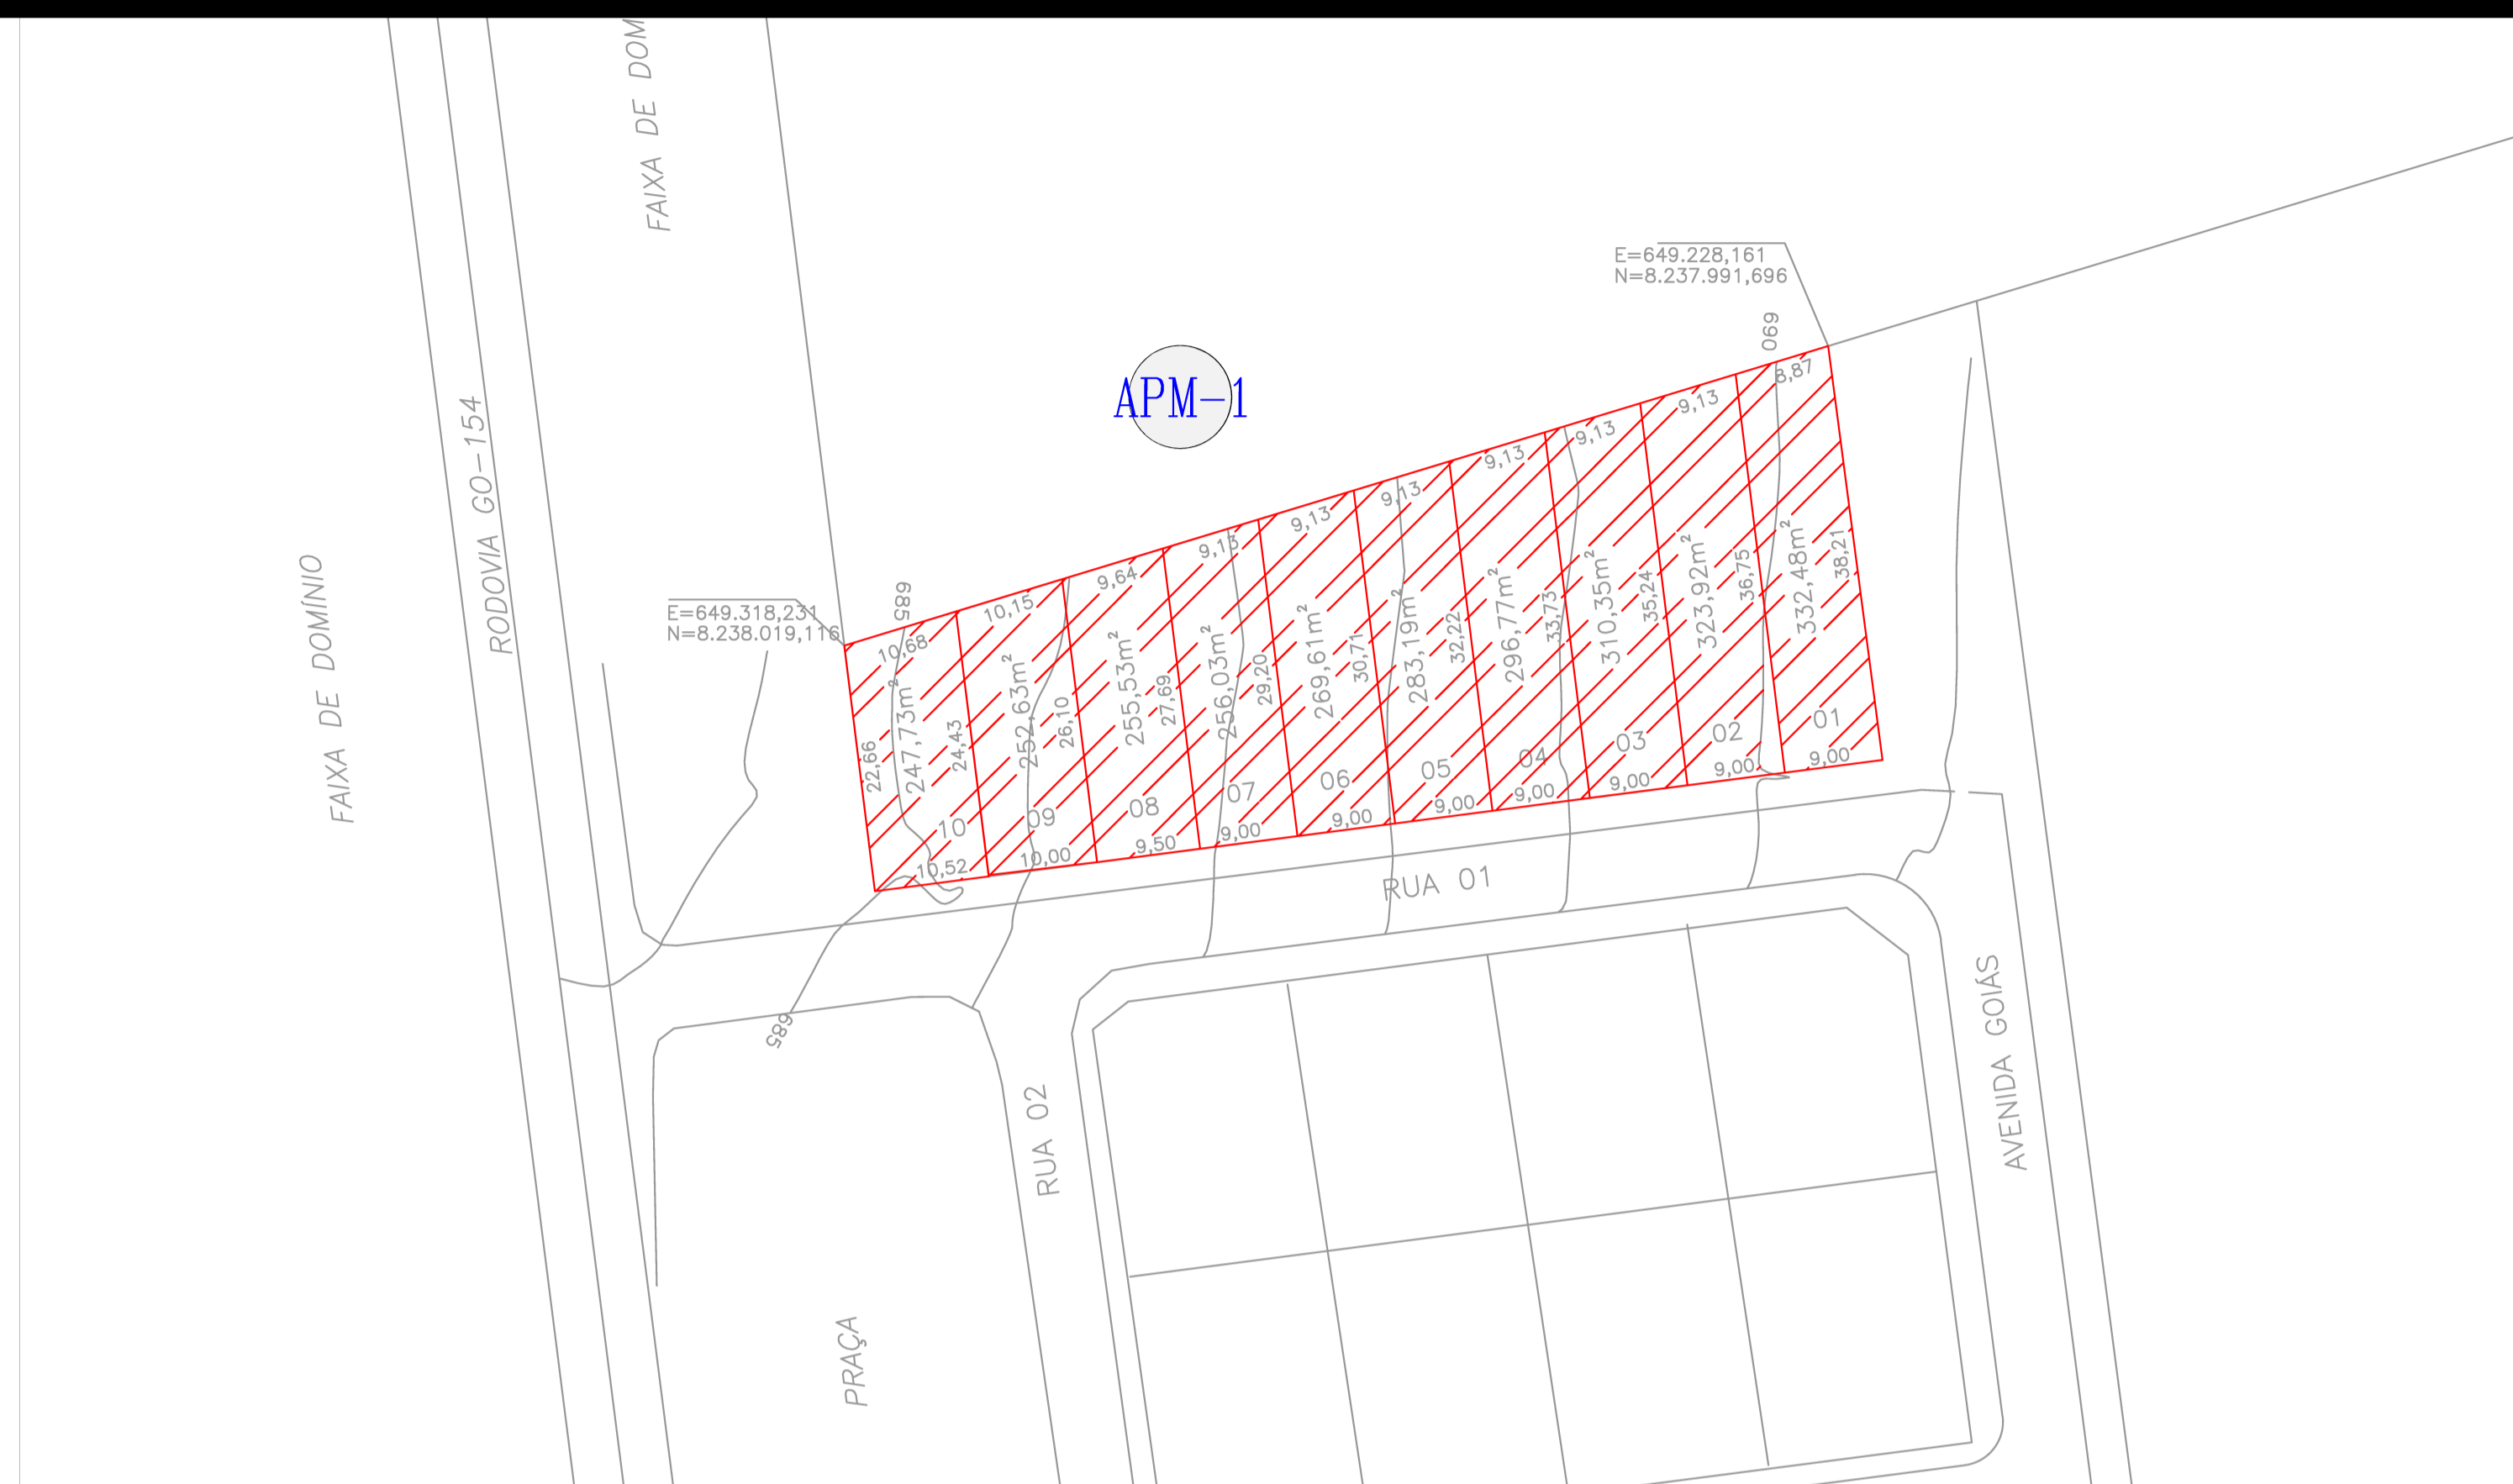 FAIXA DE DOM
E=649.228,161
N=8.237.991,696
690
APM-1
8,87
9,13
9,13
9,13
9,13
9,13
9,13
9,64
10,15
10,68
RODOVIA GO-154
FAIXA DE DOMÍNIO
685
E=649.318,231
N=8.238.019,116
22,66
247,73m²
24,43
252,63m²
26,10
255,53m²
27,69
256,03m²
29,20
269,61m²
30,71
283,19m²
32,22
296,77m²
33,73
310,35m²
35,24
323,92m²
36,75
332,48m²
38,21
10
09
08
07
06
05
04
03
02
01
10,52
10,00
9,50
9,00
9,00
9,00
9,00
9,00
9,00
9,00
RUA 01
685
RUA 02
AVENIDA GOIÁS
PRAÇA